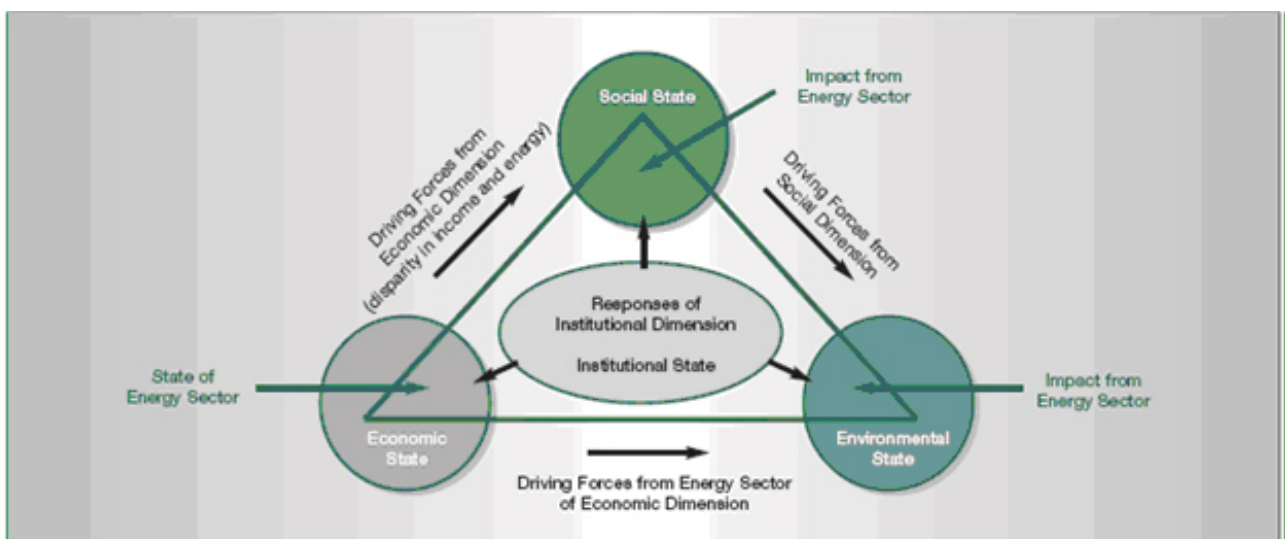 Social State
Impact from
Energy Sector
Driving Forces from
Economic Dimension
(disparity in income and energy)
Driving Forces from
Social Dimension
Responses of
Institutional Dimension
Institutional State
State of
Energy Sector
Impact from
Energy Sector
Economic
State
Environmental
State
Driving Forces from Energy Sector
of Economic Dimension